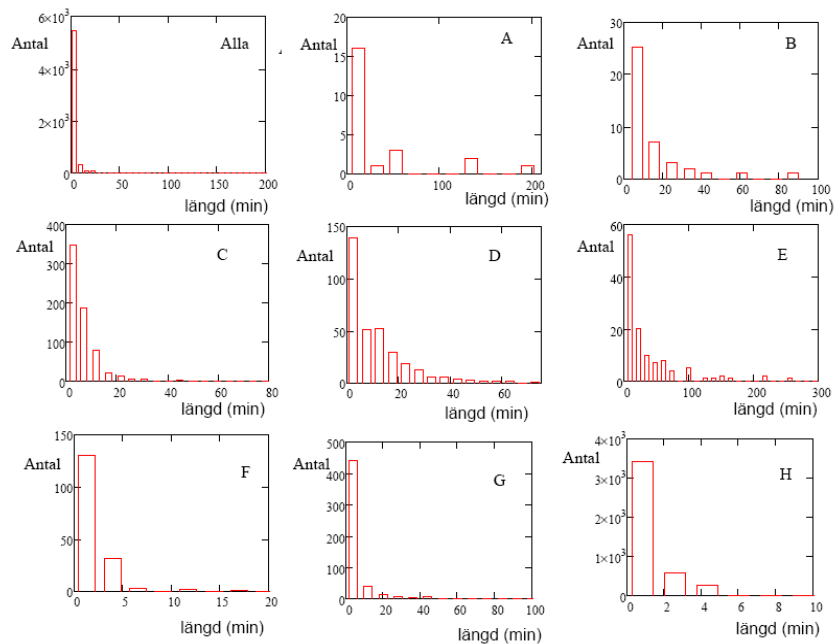 6×10³
Antal
Alla
4×10³
2×10³
0
0 50 100 150 200
längd (min)
20
Antal
A
15
10
5
0
0 100 200
längd (min)
30
Antal
B
20
10
0
0 20 40 60 80 100
längd (min)
400
Antal
C
300
200
100
0
0 20 40 60 80
längd (min)
150
Antal
D
100
50
0
0 20 40 60
längd (min)
60
Antal
E
40
20
0
0 100 200 300
längd (min)
150
Antal
F
100
50
0
0 5 10 15 20
längd (min)
500
Antal
G
400
300
200
100
0
0 20 40 60 80 100
längd (min)
4×10³
Antal
H
3×10³
2×10³
1×10³
0
0 2 4 6 8 10
längd (min)